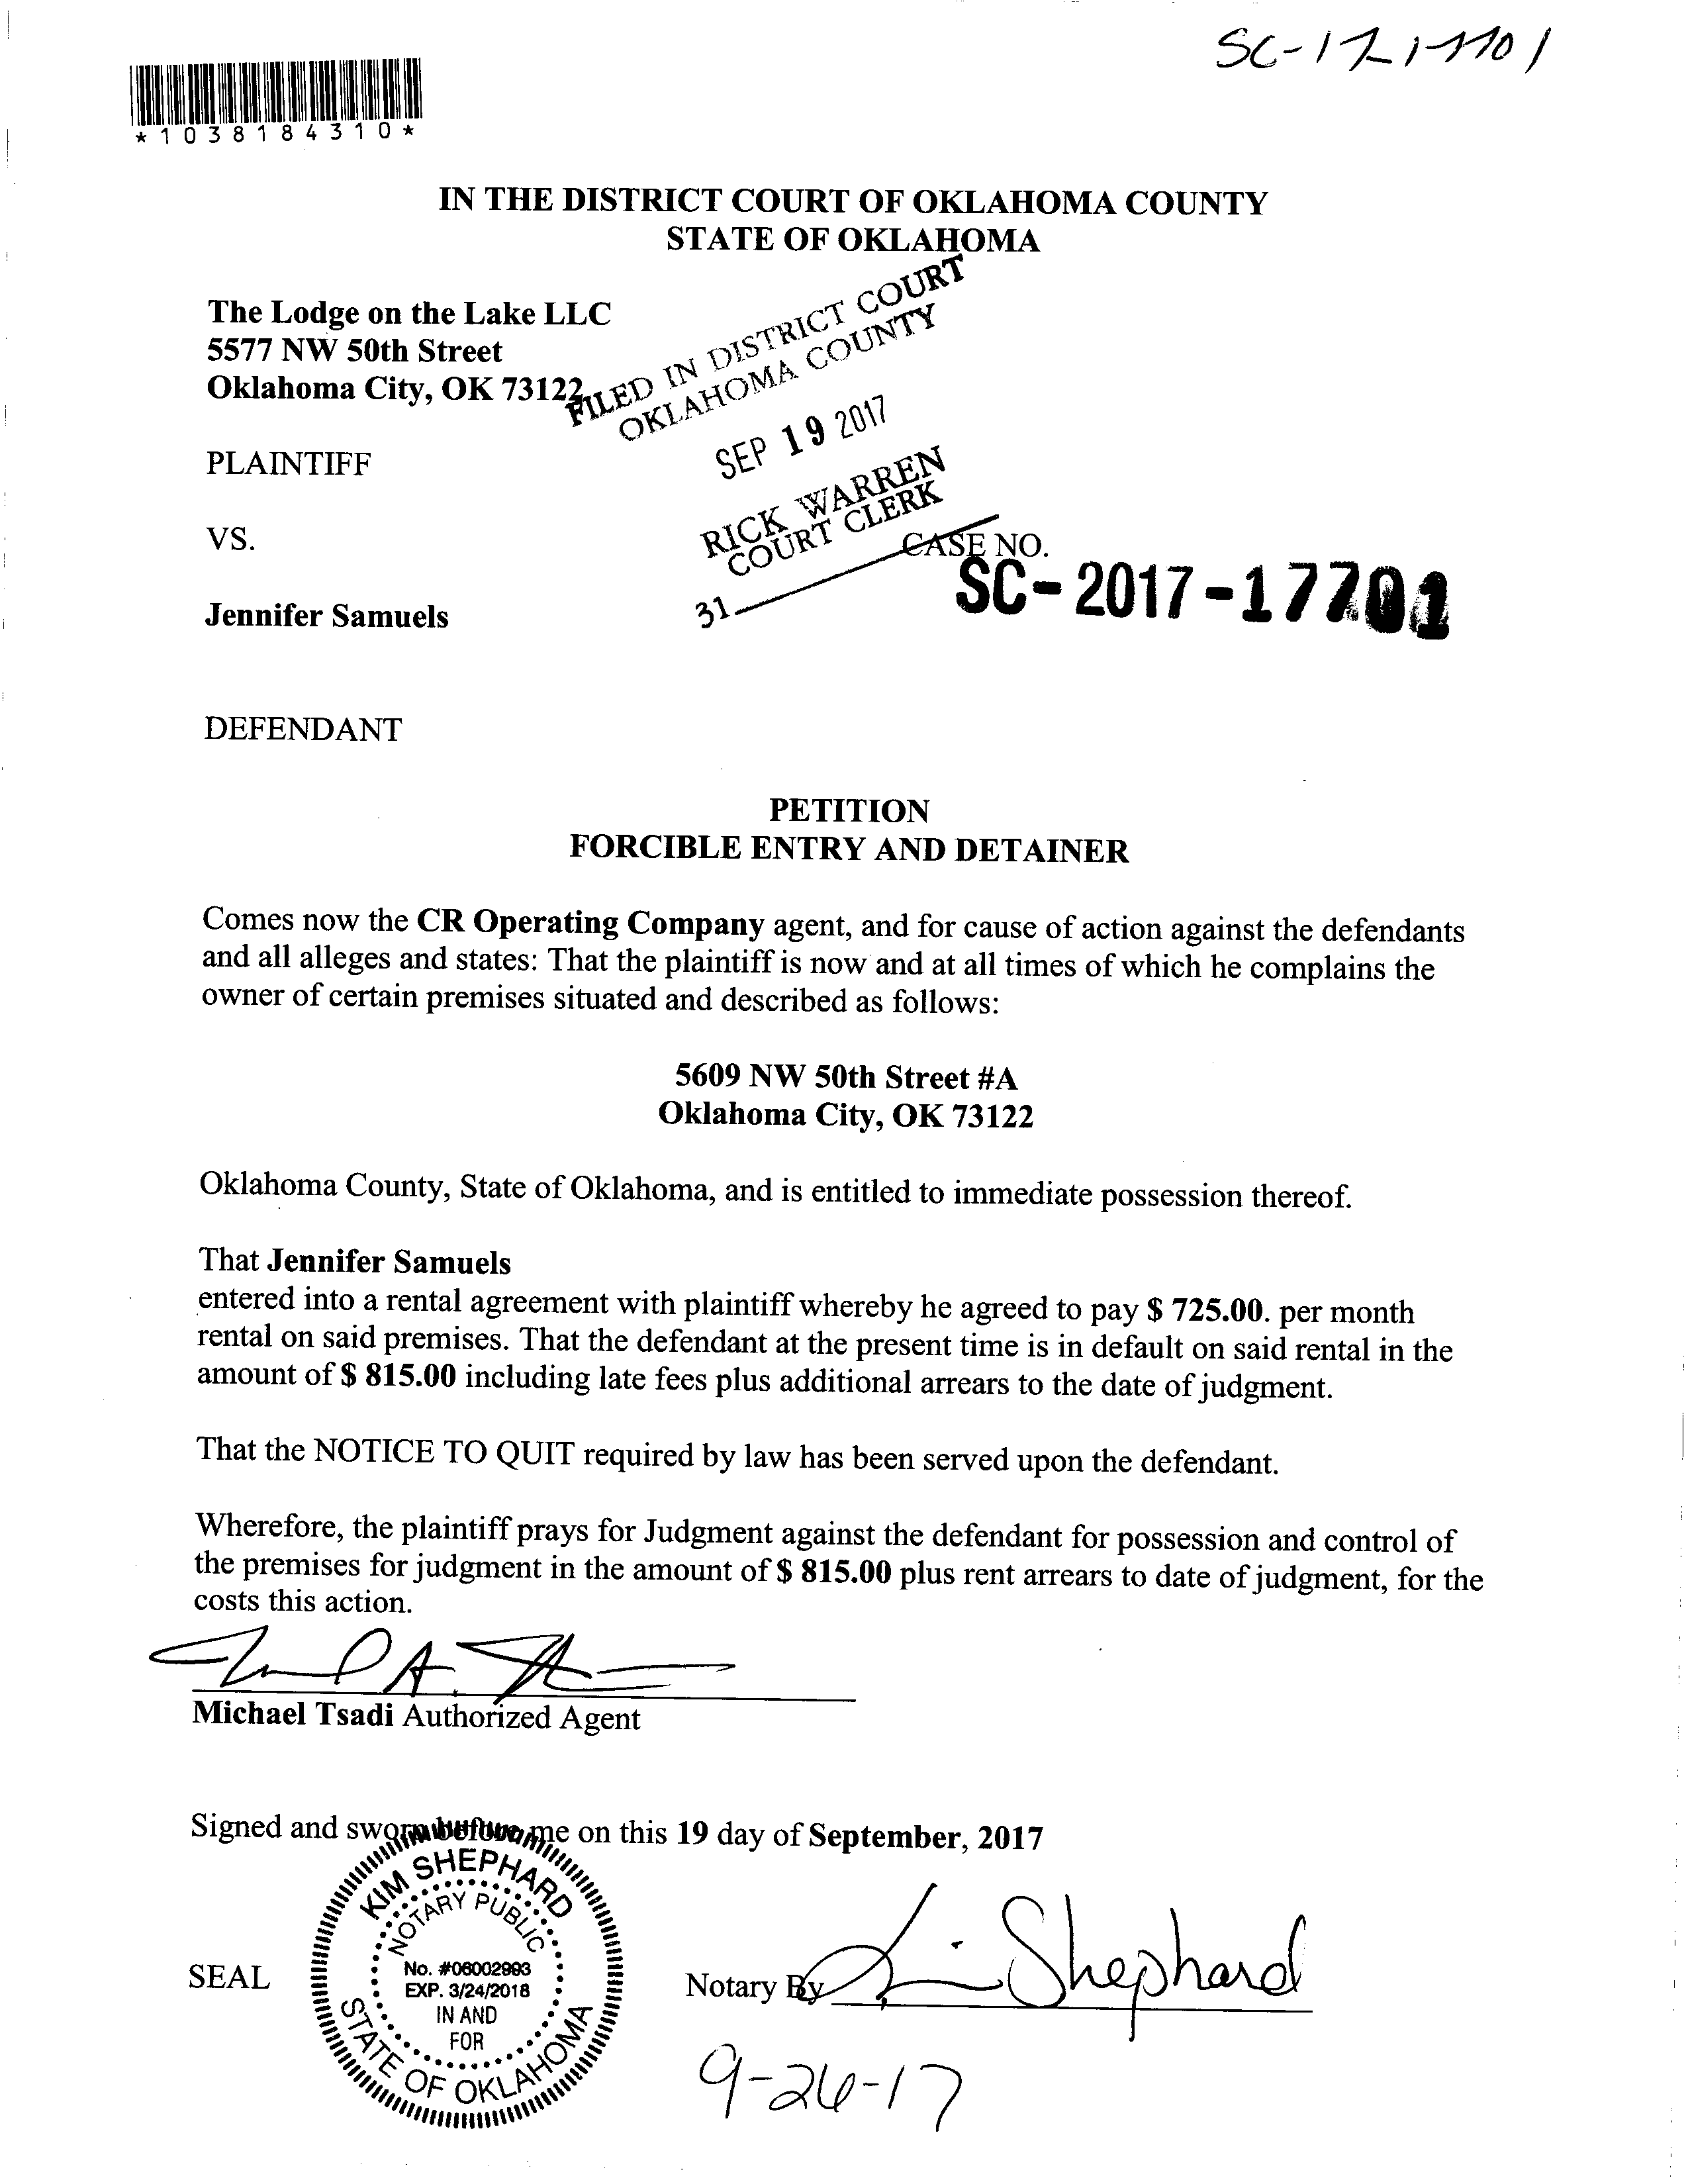 SC-17-17701
*1038184310*
IN THE DISTRICT COURT OF OKLAHOMA COUNTY
STATE OF OKLAHOMA
The Lodge on the Lake LLC
5577 NW 50th Street
Oklahoma City, OK 73122
FILED IN DISTRICT COURT
OKLAHOMA COUNTY
SEP 19 2017
RICK WARREN
COURT CLERK
31
PLAINTIFF
VS.
CASE NO.
SC-2017-17701
Jennifer Samuels
DEFENDANT
PETITION
FORCIBLE ENTRY AND DETAINER
Comes now the CR Operating Company agent, and for cause of action against the defendants
and all alleges and states: That the plaintiff is now and at all times of which he complains the
owner of certain premises situated and described as follows:
5609 NW 50th Street #A
Oklahoma City, OK 73122
Oklahoma County, State of Oklahoma, and is entitled to immediate possession thereof.
That Jennifer Samuels
entered into a rental agreement with plaintiff whereby he agreed to pay $ 725.00. per month
rental on said premises. That the defendant at the present time is in default on said rental in the
amount of $ 815.00 including late fees plus additional arrears to the date of judgment.
That the NOTICE TO QUIT required by law has been served upon the defendant.
Wherefore, the plaintiff prays for Judgment against the defendant for possession and control of
the premises for judgment in the amount of $ 815.00 plus rent arrears to date of judgment, for the
costs this action.
Michael Tsadi Authorized Agent
Signed and sworn before me on this 19 day of September, 2017
KIM SHEPHARD
NOTARY PUBLIC
No. #06002993
EXP. 3/24/2018
IN AND
FOR
STATE OF OKLAHOMA
SEAL
Notary By Kim Shephard
9-26-17